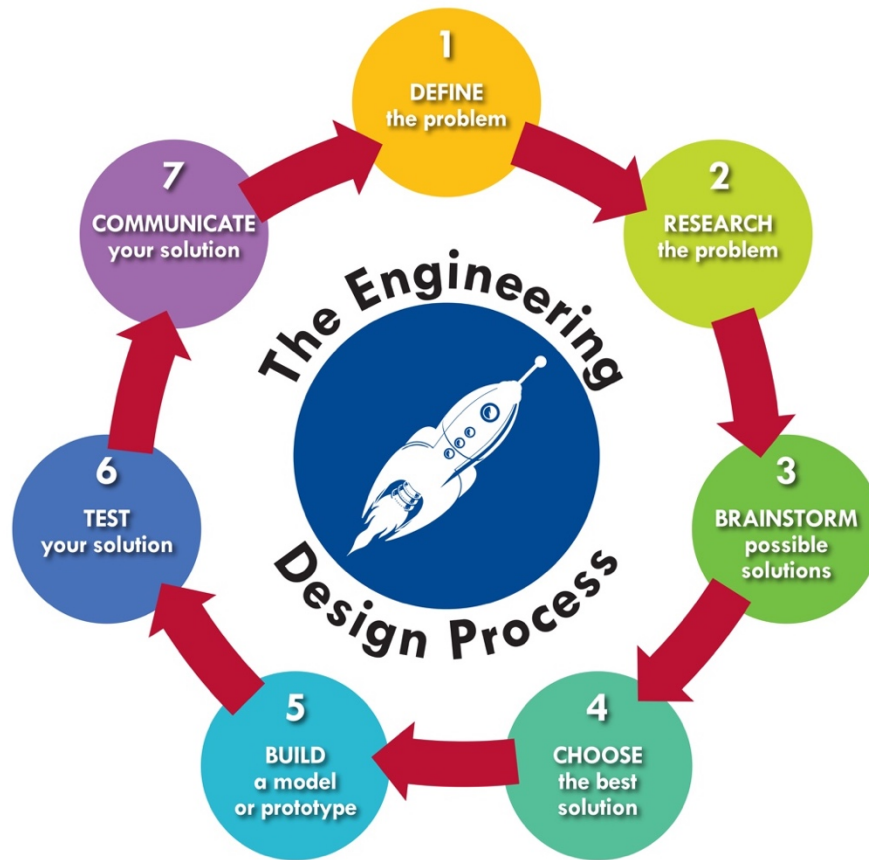 The Engineering
Design Process
1
DEFINE
the problem
2
RESEARCH
the problem
3
BRAINSTORM
possible
solutions
4
CHOOSE
the best
solution
5
BUILD
a model
or prototype
6
TEST
your solution
7
COMMUNICATE
your solution